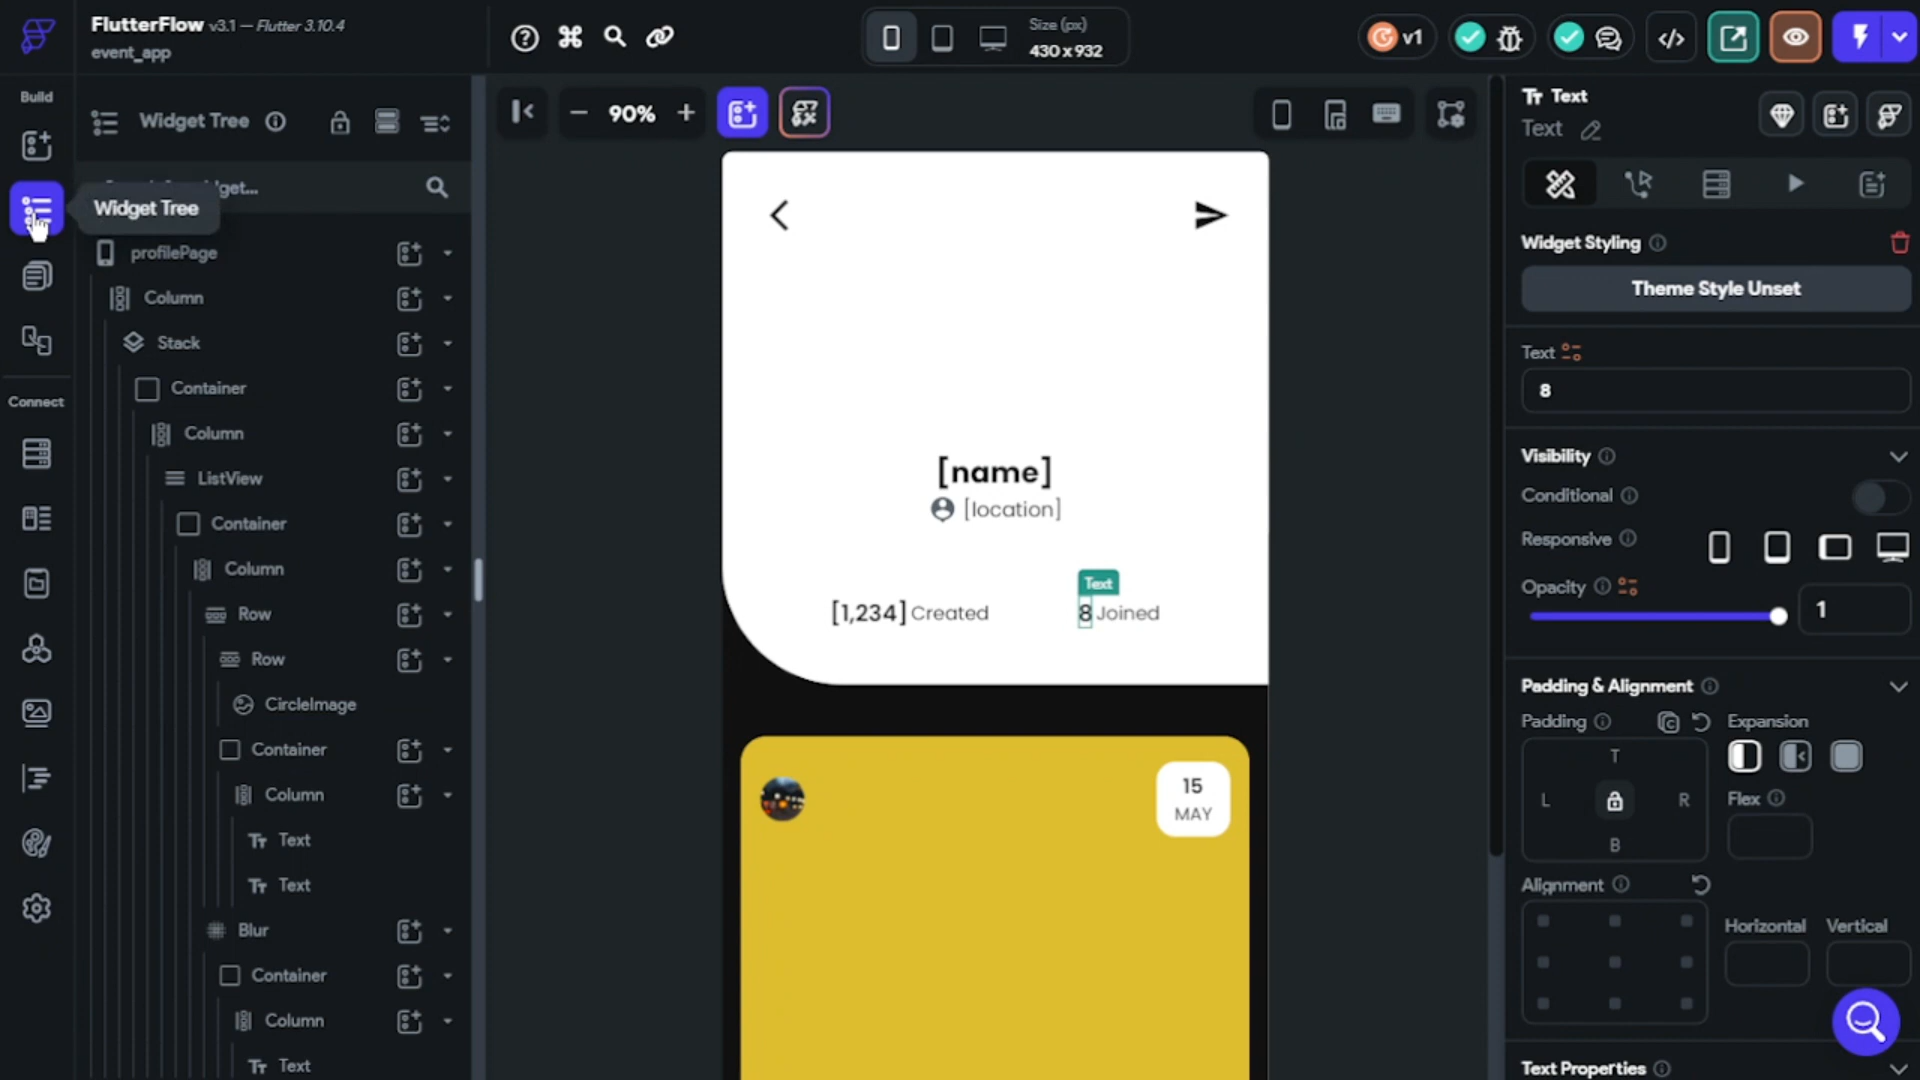 FlutterFlow v3.1 – Flutter 3.10.4
event_app
Size (px)
430 x 932
v1
Build
Connect
Widget Tree
Widget Tree
profilePage
Column
Stack
Container
Column
ListView
Container
Column
Row
Row
CircleImage
Container
Column
Text
Text
Blur
Container
Column
Text
90%
[name]
[location]
Text
[1,234] Created
8 Joined
15
MAY
Text
Text
Widget Styling
Theme Style Unset
Text
8
Visibility
Conditional
Responsive
Opacity
1
Padding & Alignment
Padding
Expansion
T
L
R
B
Flex
Alignment
Horizontal
Vertical
Text Properties